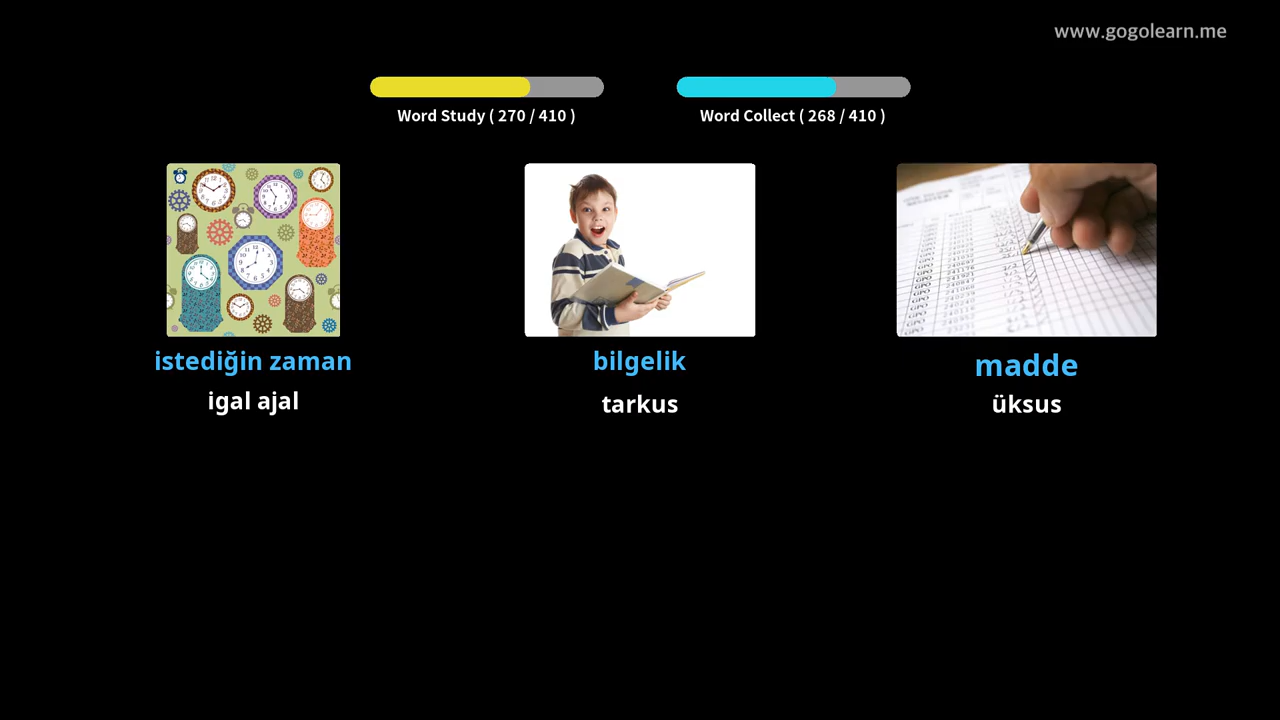 www.gogolearn.me
Word Study ( 270 / 410 )
Word Collect ( 268 / 410 )
istediğin zaman
bilgelik
madde
igal ajal
tarkus
üksus